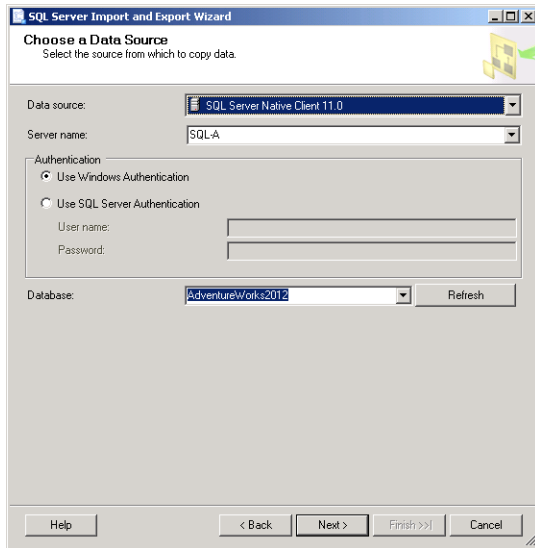 SQL Server Import and Export Wizard
Choose a Data Source
Select the source from which to copy data.
Data source: SQL Server Native Client 11.0
Server name: SQL-A
Authentication
Use Windows Authentication
Use SQL Server Authentication
User name:
Password:
Database: AdventureWorks2012 Refresh
Help < Back Next > Finish >>| Cancel